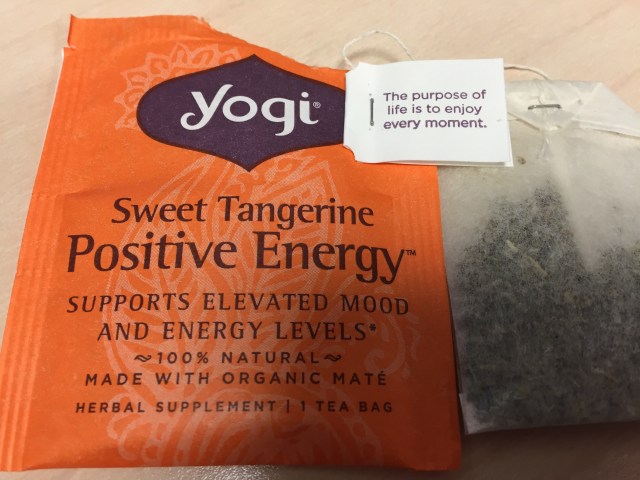 yogi®
The purpose of
life is to enjoy
every moment.
Sweet Tangerine
Positive Energy™
SUPPORTS ELEVATED MOOD
AND ENERGY LEVELS*
~100% NATURAL~
MADE WITH ORGANIC MATÉ
HERBAL SUPPLEMENT | 1 TEA BAG